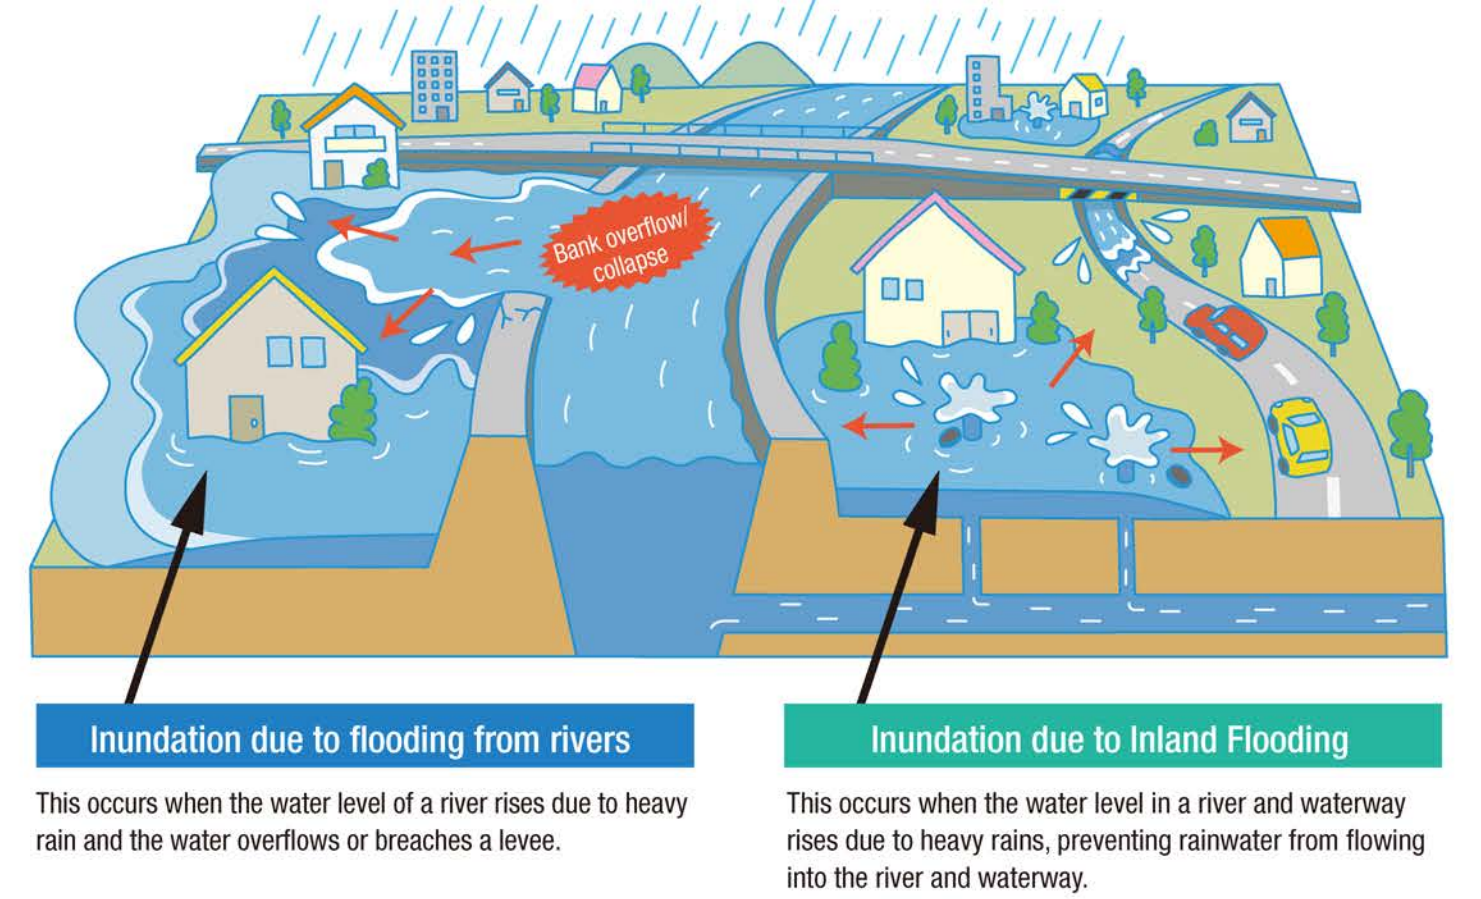 Bank overflow/
collapse
Inundation due to flooding from rivers
This occurs when the water level of a river rises due to heavy
rain and the water overflows or breaches a levee.
Inundation due to Inland Flooding
This occurs when the water level in a river and waterway
rises due to heavy rains, preventing rainwater from flowing
into the river and waterway.